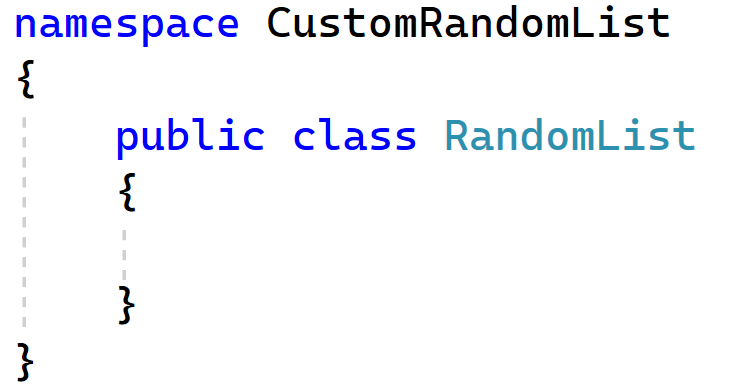 namespace CustomRandomList
{
public class RandomList
{
}
}